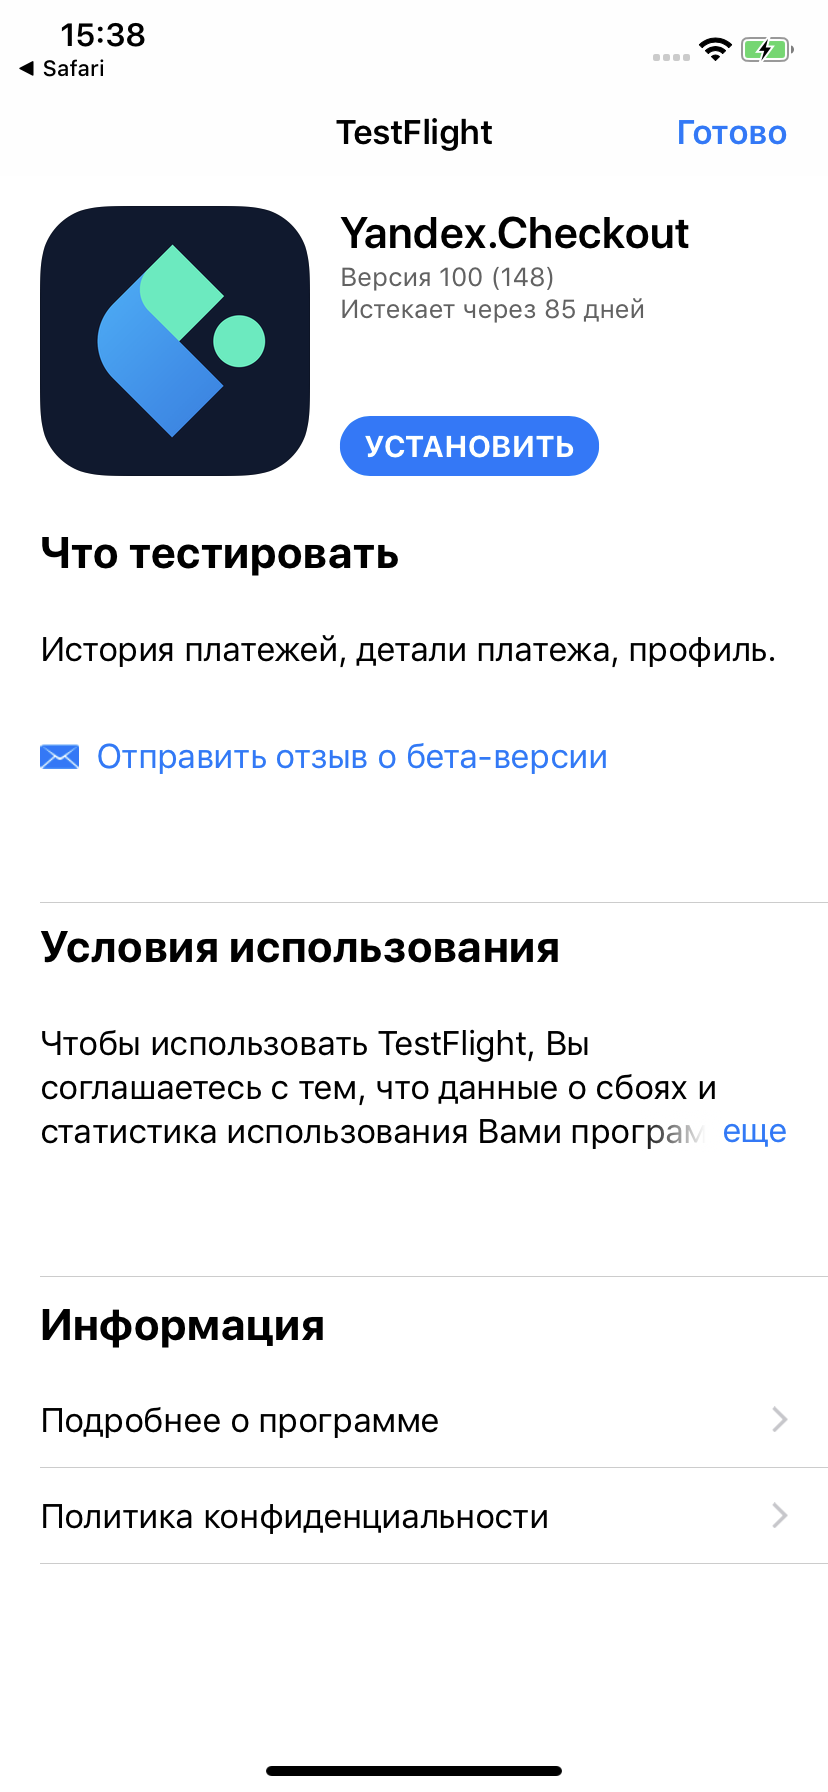 15:38
◀ Safari
TestFlight
Готово
Yandex.Checkout
Версия 100 (148)
Истекает через 85 дней
УСТАНОВИТЬ
Что тестировать
История платежей, детали платежа, профиль.
Отправить отзыв о бета-версии
Условия использования
Чтобы использовать TestFlight, Вы
соглашаетесь с тем, что данные о сбоях и
статистика использования Вами програм еще
Информация
Подробнее о программе
Политика конфиденциальности